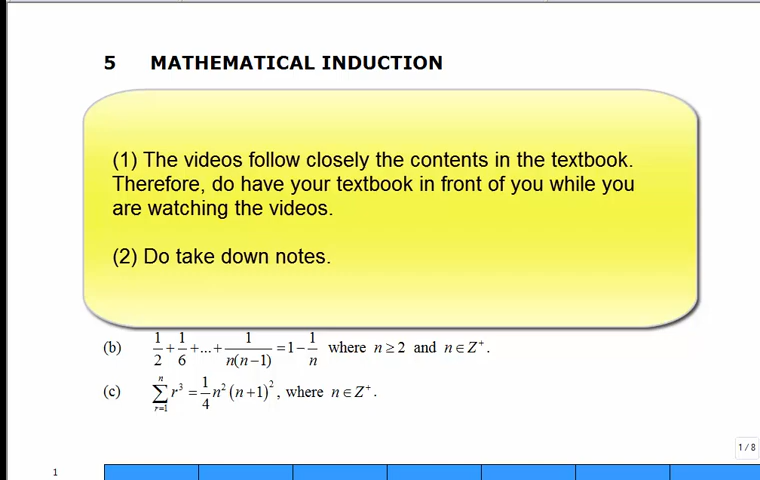 5 MATHEMATICAL INDUCTION
(1) The videos follow closely the contents in the textbook.
Therefore, do have your textbook in front of you while you
are watching the videos.
(2) Do take down notes.
(b) 1/2 + 1/6 + ... + 1/n(n−1) = 1 − 1/n where n ≥ 2 and n ∈ Z⁺.
(c) ∑_{r=1}^{n} r³ = 1/4 n² (n+1)², where n ∈ Z⁺.
1 / 8
1